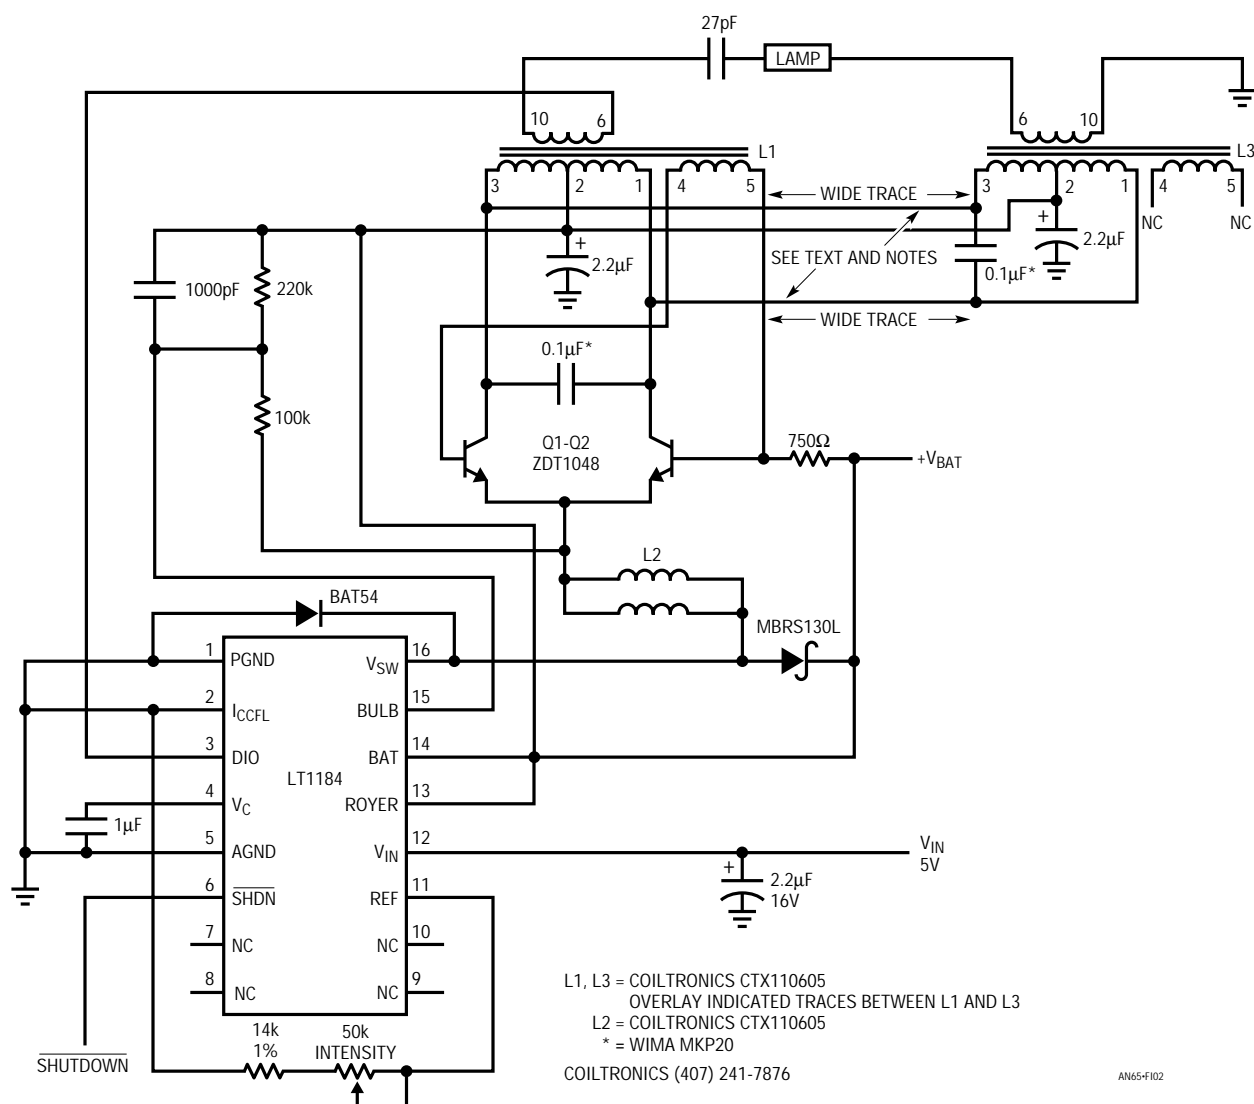 27pF
LAMP
10
6
6
10
L1
L3
3
2
1
4
5
3
2
1
4
5
WIDE TRACE
NC
NC
+
2.2µF
+
2.2µF
SEE TEXT AND NOTES
0.1µF*
1000pF
220k
WIDE TRACE
0.1µF*
100k
Q1-Q2
ZDT1048
750Ω
+VBAT
L2
BAT54
MBRS130L
1
PGND
16
VSW
2
ICCFL
15
BULB
3
DIO
14
BAT
LT1184
4
VC
13
ROYER
1µF
5
AGND
12
VIN
VIN
5V
6
SHDN
11
REF
+
2.2µF
16V
7
NC
10
NC
8
NC
9
NC
L1, L3 = COILTRONICS CTX110605
OVERLAY INDICATED TRACES BETWEEN L1 AND L3
L2 = COILTRONICS CTX110605
* = WIMA MKP20
COILTRONICS (407) 241-7876
14k
1%
50k
INTENSITY
SHUTDOWN
AN65•FI02